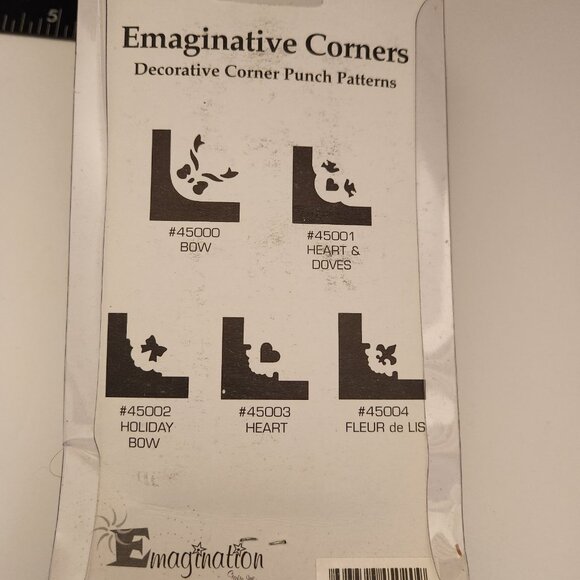 5
Emaginative Corners
Decorative Corner Punch Patterns
#45000
BOW
#45001
HEART &
DOVES
#45002
HOLIDAY
BOW
#45003
HEART
#45004
FLEUR de LIS
Emagination